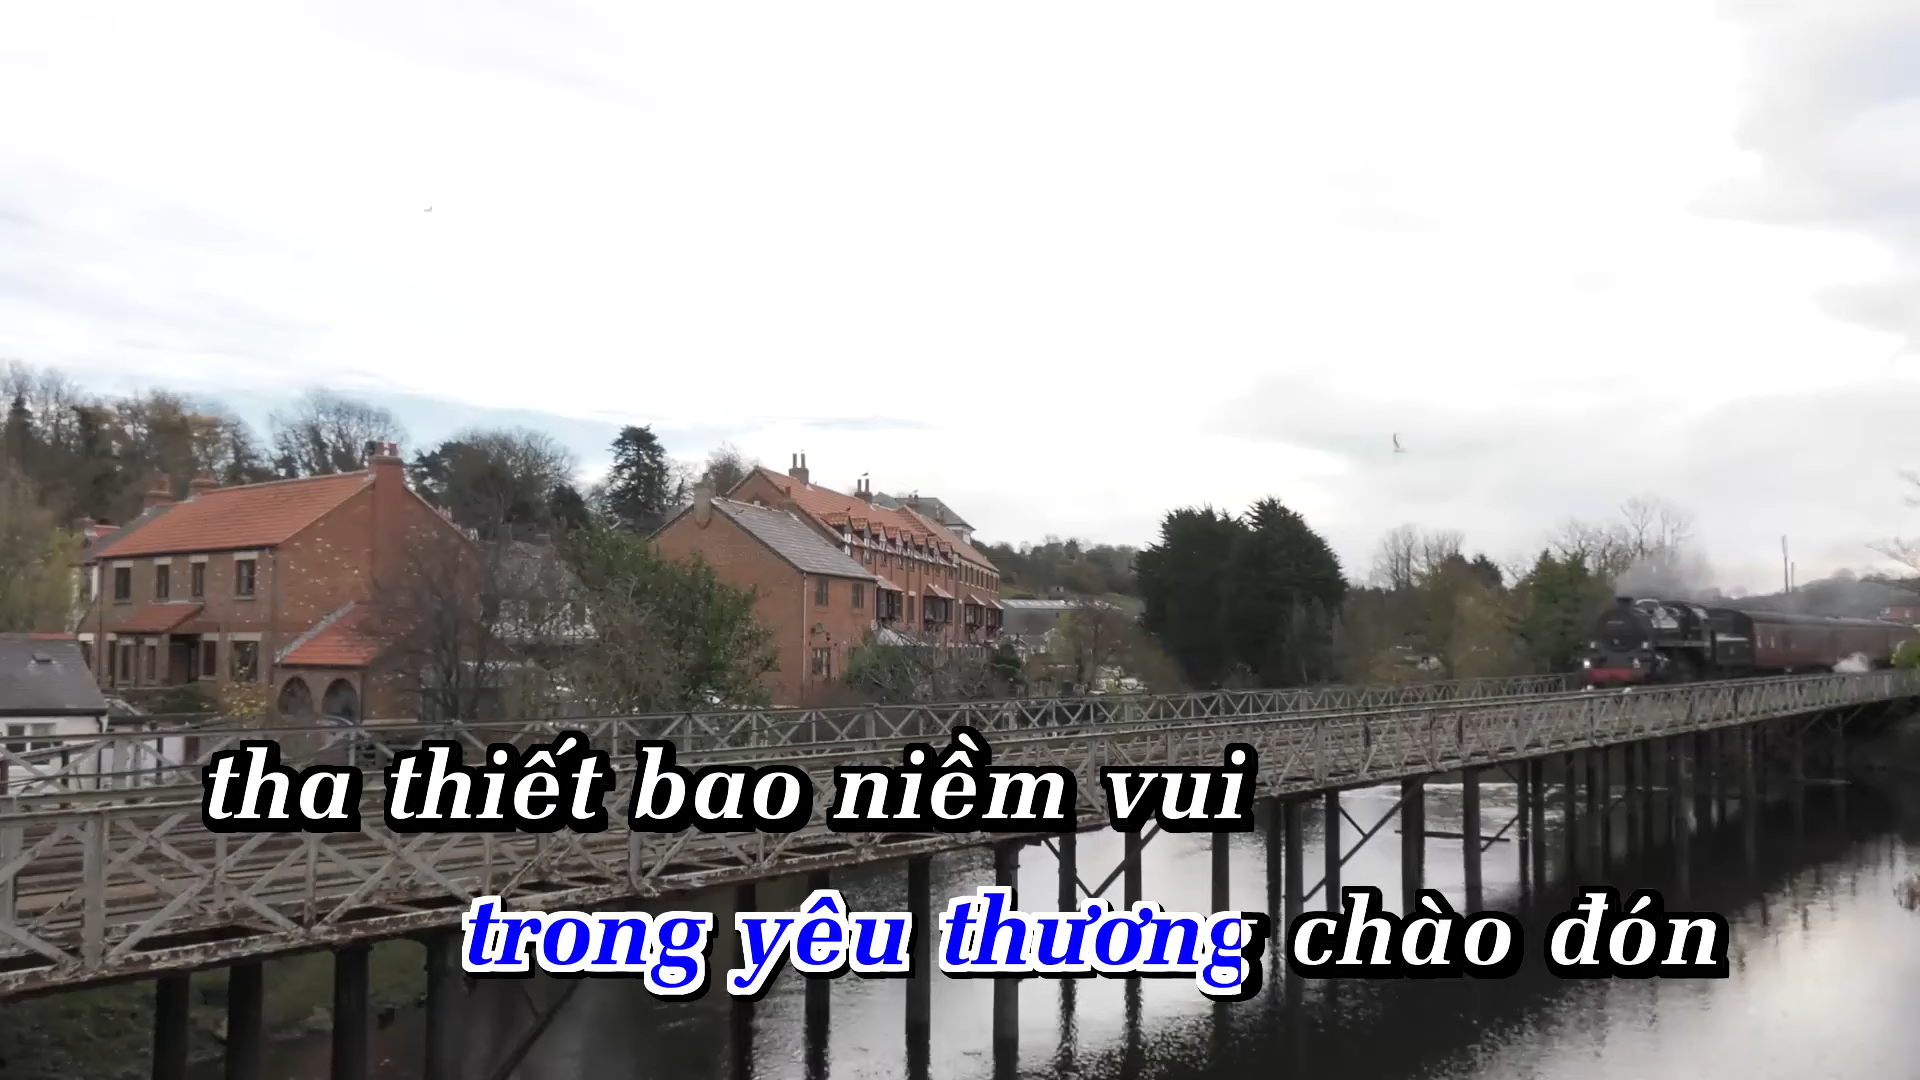 tha thiết bao niềm vui
trong yêu thương chào đón